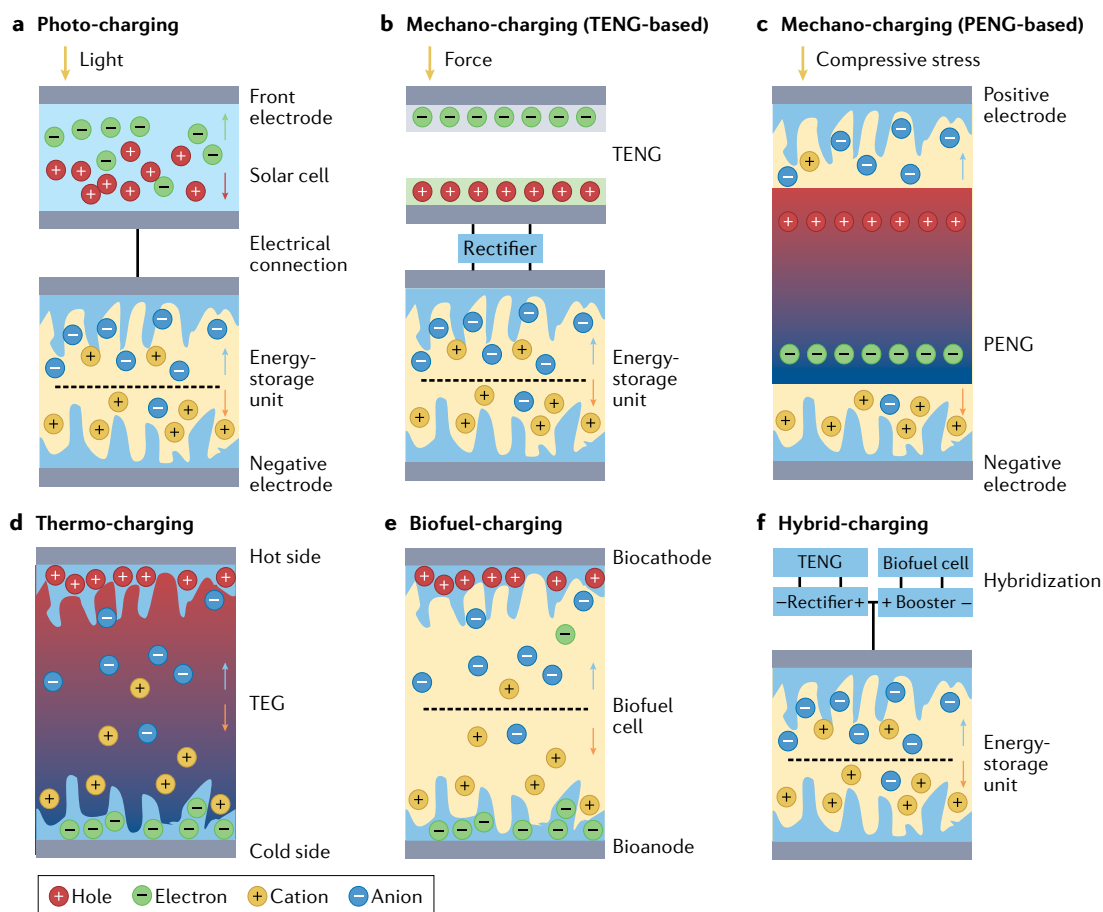 a Photo-charging
Light
Front
electrode
Solar cell
Electrical
connection
Energy-
storage
unit
Negative
electrode
b Mechano-charging (TENG-based)
Force
TENG
Rectifier
Energy-
storage
unit
c Mechano-charging (PENG-based)
Compressive stress
Positive
electrode
PENG
Negative
electrode
d Thermo-charging
Hot side
TEG
Cold side
e Biofuel-charging
Biocathode
Biofuel
cell
Bioanode
f Hybrid-charging
TENG
Biofuel cell
Hybridization
–Rectifier+
+ Booster –
Energy-
storage
unit
+ Hole – Electron + Cation – Anion